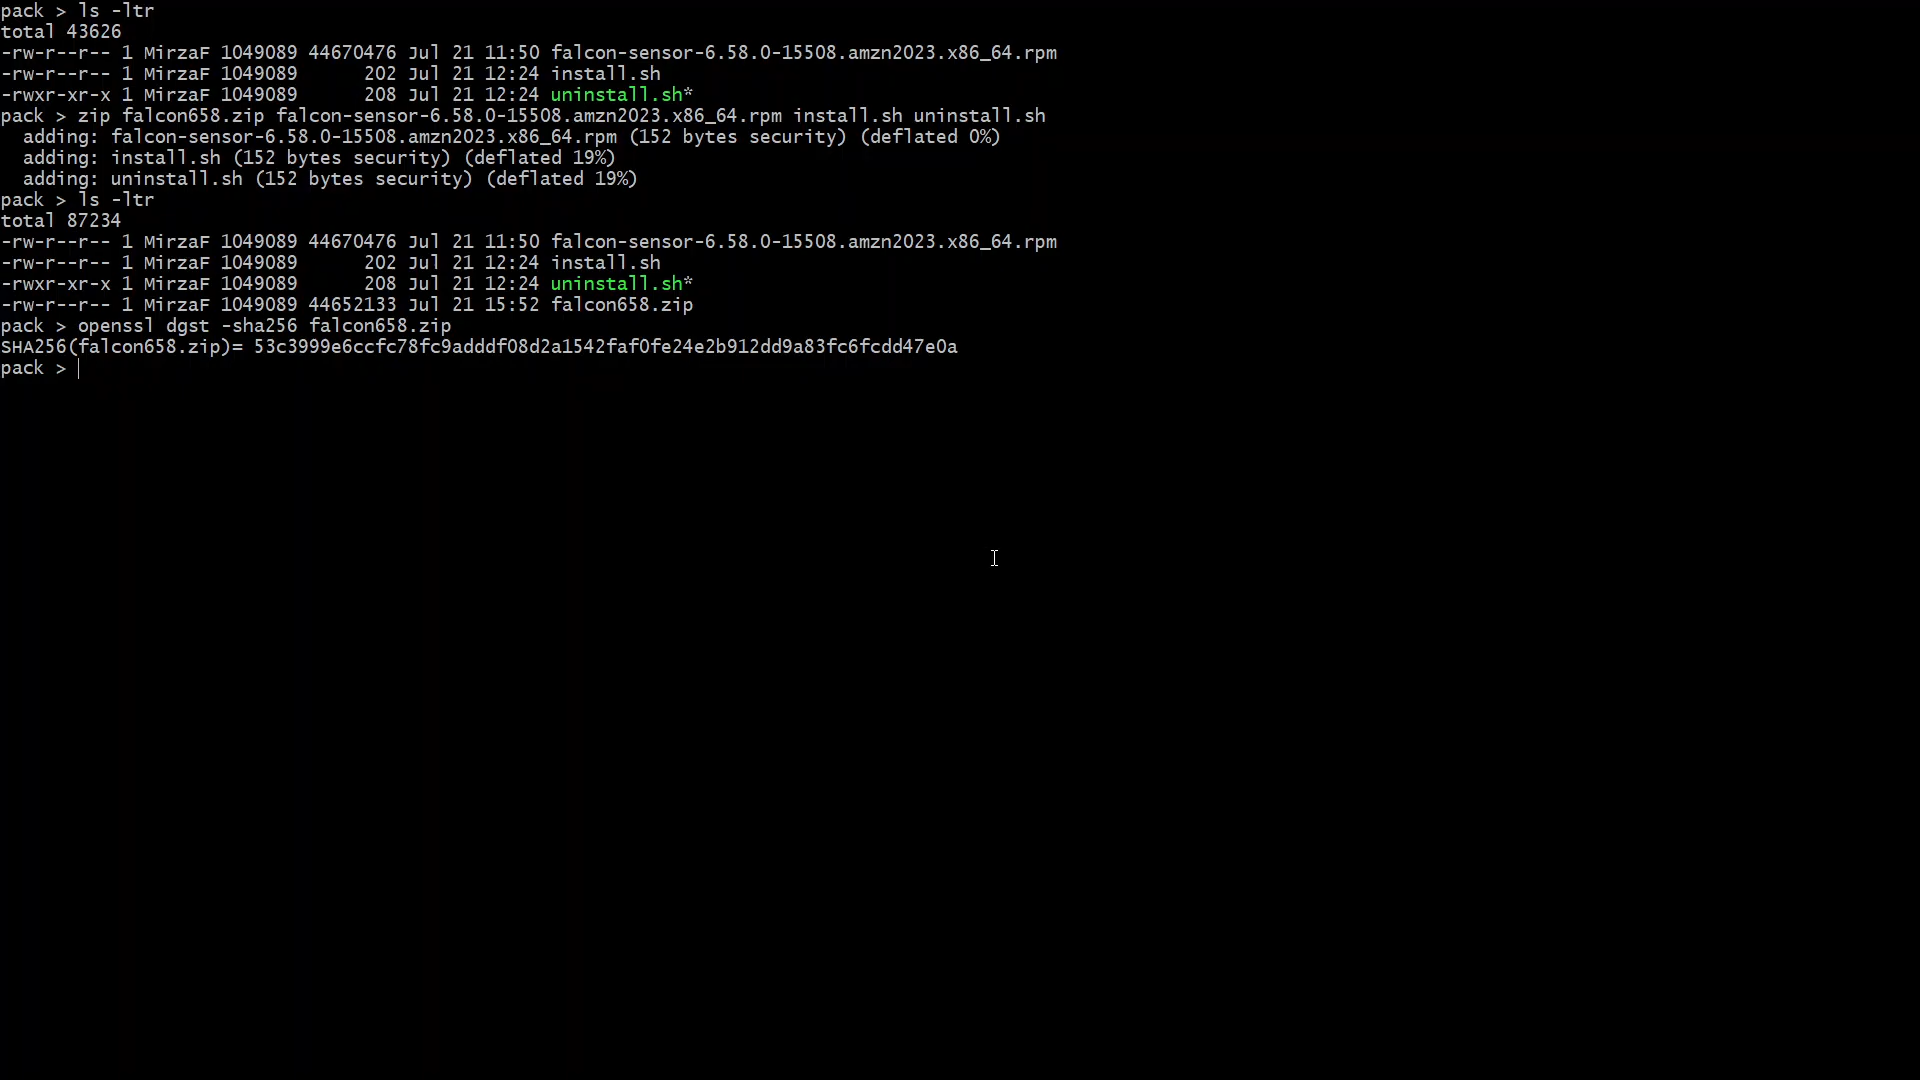 pack > ls -ltr
total 43626
-rw-r--r-- 1 MirzaF 1049089 44670476 Jul 21 11:50 falcon-sensor-6.58.0-15508.amzn2023.x86_64.rpm
-rw-r--r-- 1 MirzaF 1049089      202 Jul 21 12:24 install.sh
-rwxr-xr-x 1 MirzaF 1049089      208 Jul 21 12:24 uninstall.sh*
pack > zip falcon658.zip falcon-sensor-6.58.0-15508.amzn2023.x86_64.rpm install.sh uninstall.sh
  adding: falcon-sensor-6.58.0-15508.amzn2023.x86_64.rpm (152 bytes security) (deflated 0%)
  adding: install.sh (152 bytes security) (deflated 19%)
  adding: uninstall.sh (152 bytes security) (deflated 19%)
pack > ls -ltr
total 87234
-rw-r--r-- 1 MirzaF 1049089 44670476 Jul 21 11:50 falcon-sensor-6.58.0-15508.amzn2023.x86_64.rpm
-rw-r--r-- 1 MirzaF 1049089      202 Jul 21 12:24 install.sh
-rwxr-xr-x 1 MirzaF 1049089      208 Jul 21 12:24 uninstall.sh*
-rw-r--r-- 1 MirzaF 1049089 44652133 Jul 21 15:52 falcon658.zip
pack > openssl dgst -sha256 falcon658.zip
SHA256(falcon658.zip)= 53c3999e6ccfc78fc9adddf08d2a1542faf0fe24e2b912dd9a83fc6fcdd47e0a
pack >